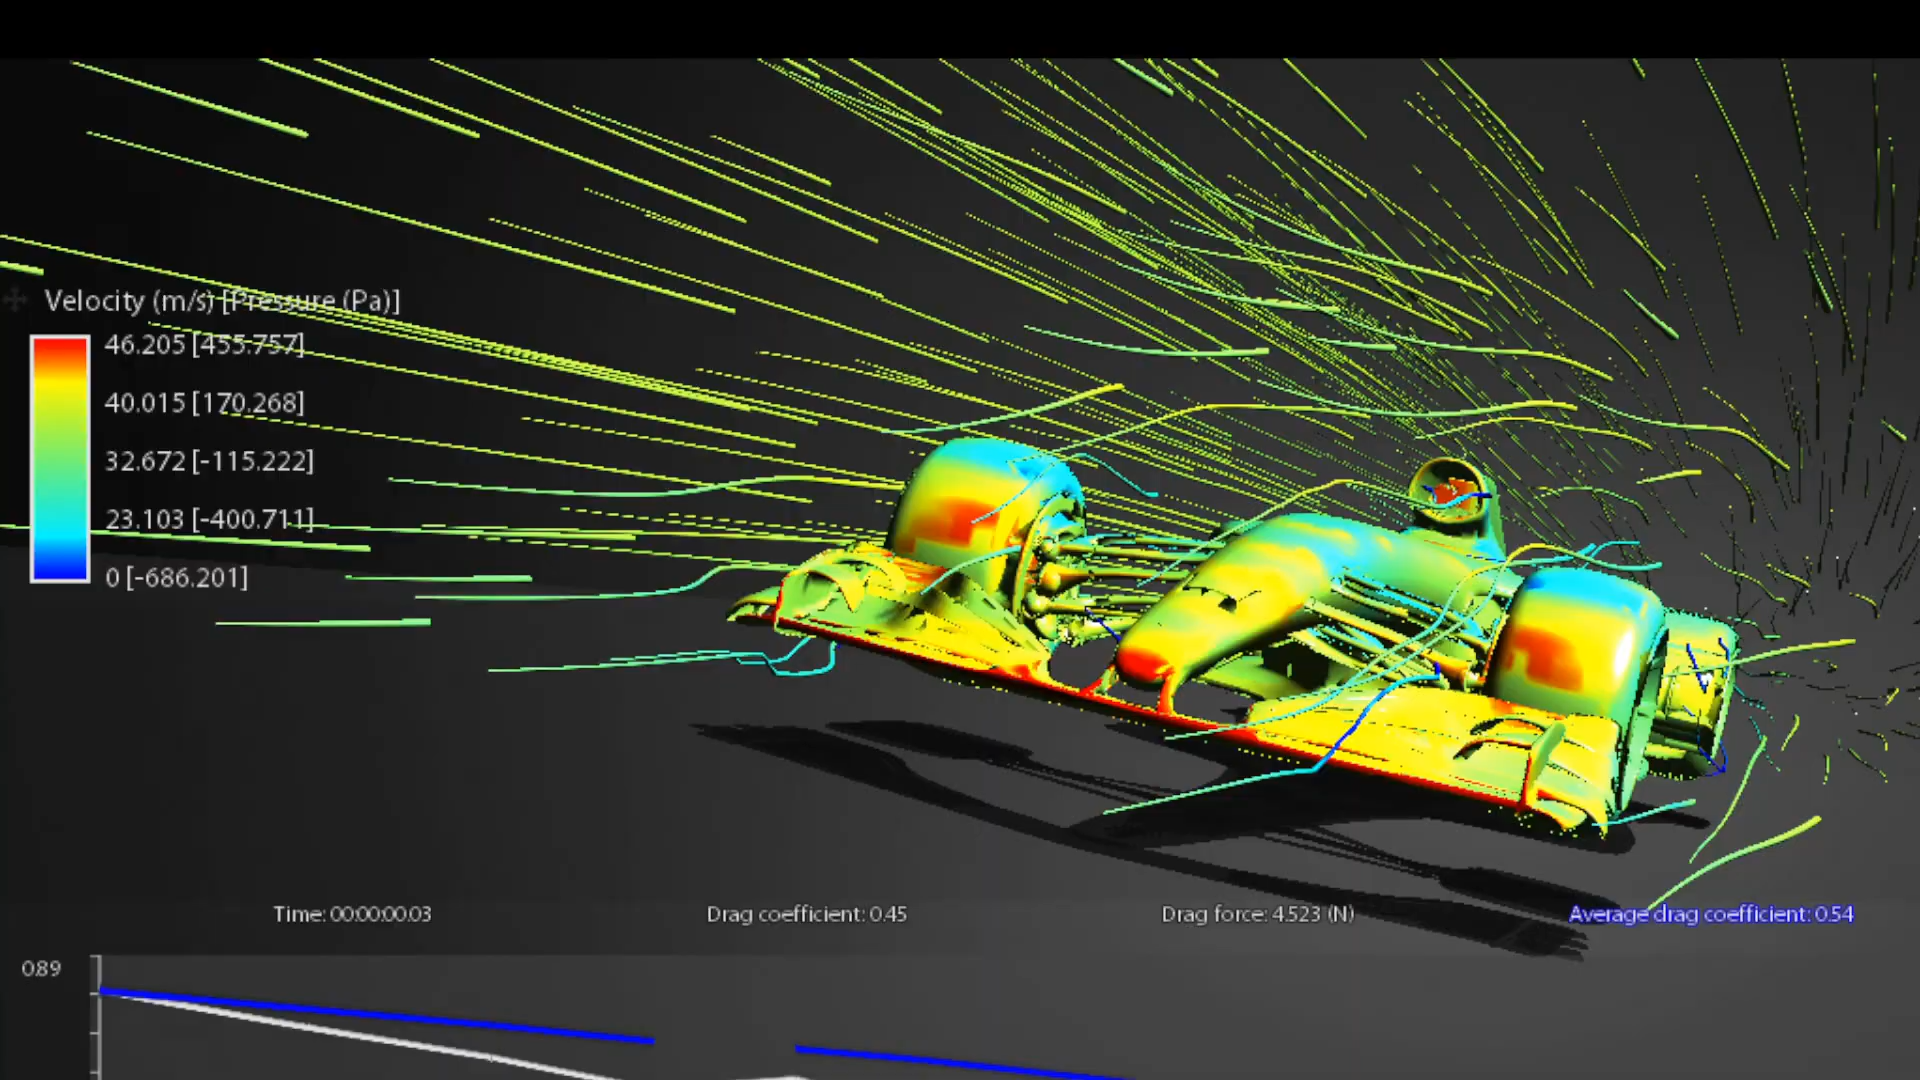 Velocity (m/s) [Pressure (Pa)]
46.205 [455.757]
40.015 [170.268]
32.672 [-115.222]
23.103 [-400.711]
0 [-686.201]
Time: 00:00:00.03
Drag coefficient: 0.45
Drag force: 4.523 (N)
Average drag coefficient: 0.54
0.89